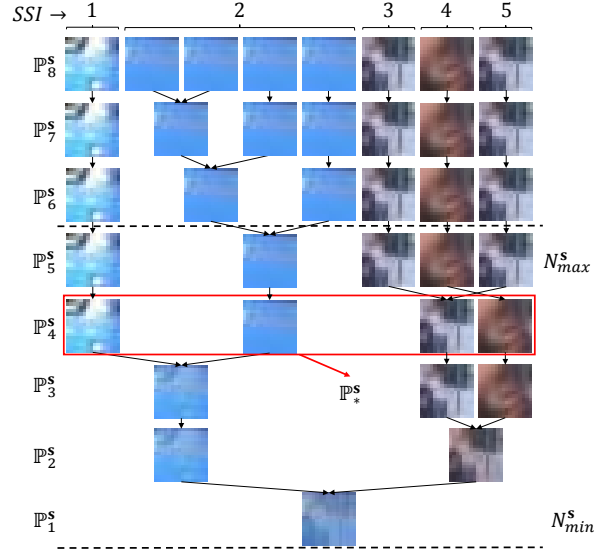 SSI → 1 2 3 4 5
ℙ₈ˢ
ℙ₇ˢ
ℙ₆ˢ
ℙ₅ˢ Nₘₐₓˢ
ℙ₄ˢ
ℙ₃ˢ ℙ⁎ˢ
ℙ₂ˢ
ℙ₁ˢ Nₘᵢₙˢ